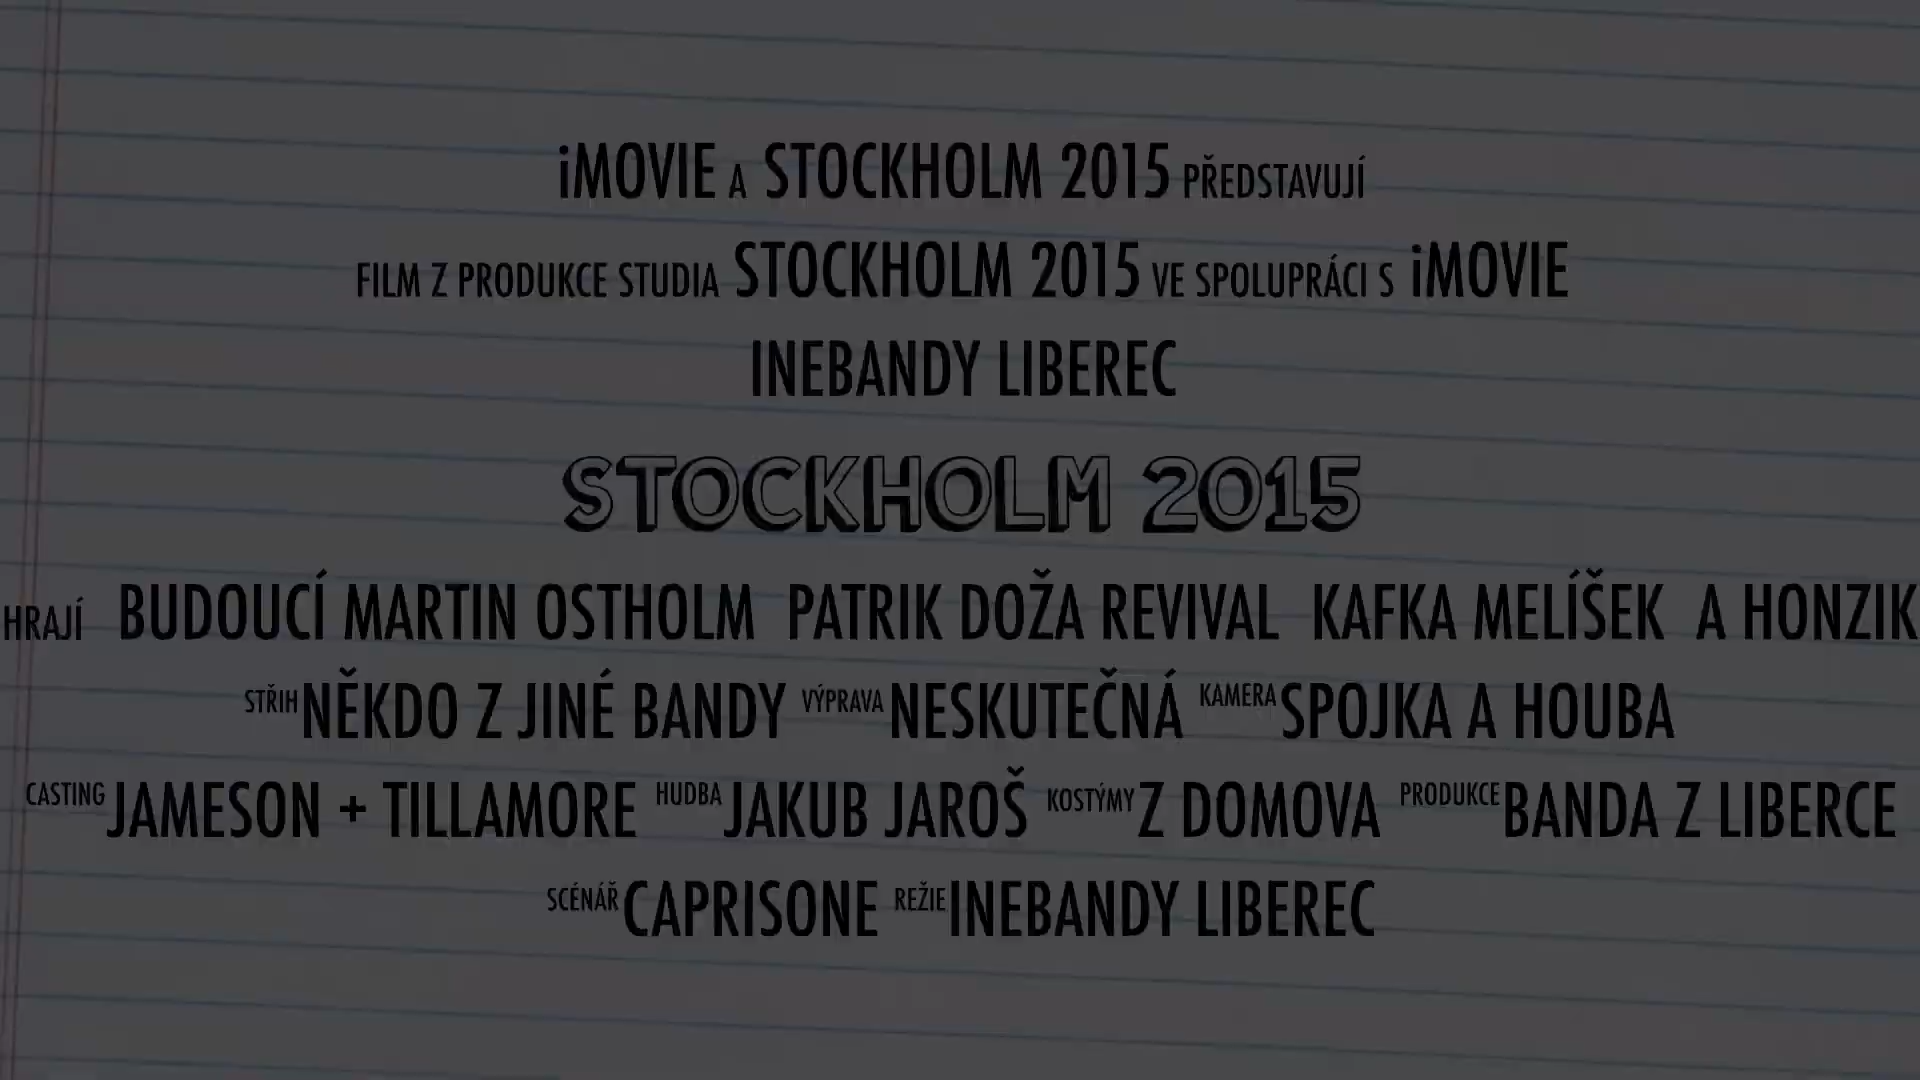 iMOVIE A STOCKHOLM 2015 PŘEDSTAVUJÍ
FILM Z PRODUKCE STUDIA STOCKHOLM 2015 VE SPOLUPRÁCI S iMOVIE
INEBANDY LIBEREC
STOCKHOLM 2015
HRAJÍ BUDOUCÍ MARTIN OSTHOLM PATRIK DOŽA REVIVAL KAFKA MELÍŠEK A HONZIK
STŘIH NĚKDO Z JINÉ BANDY VÝPRAVA NESKUTEČNÁ KAMERA SPOJKA A HOUBA
CASTING JAMESON + TILLAMORE HUDBA JAKUB JAROŠ KOSTÝMY Z DOMOVA PRODUKCE BANDA Z LIBERCE
SCÉNÁŘ CAPRISONE REŽIE INEBANDY LIBEREC